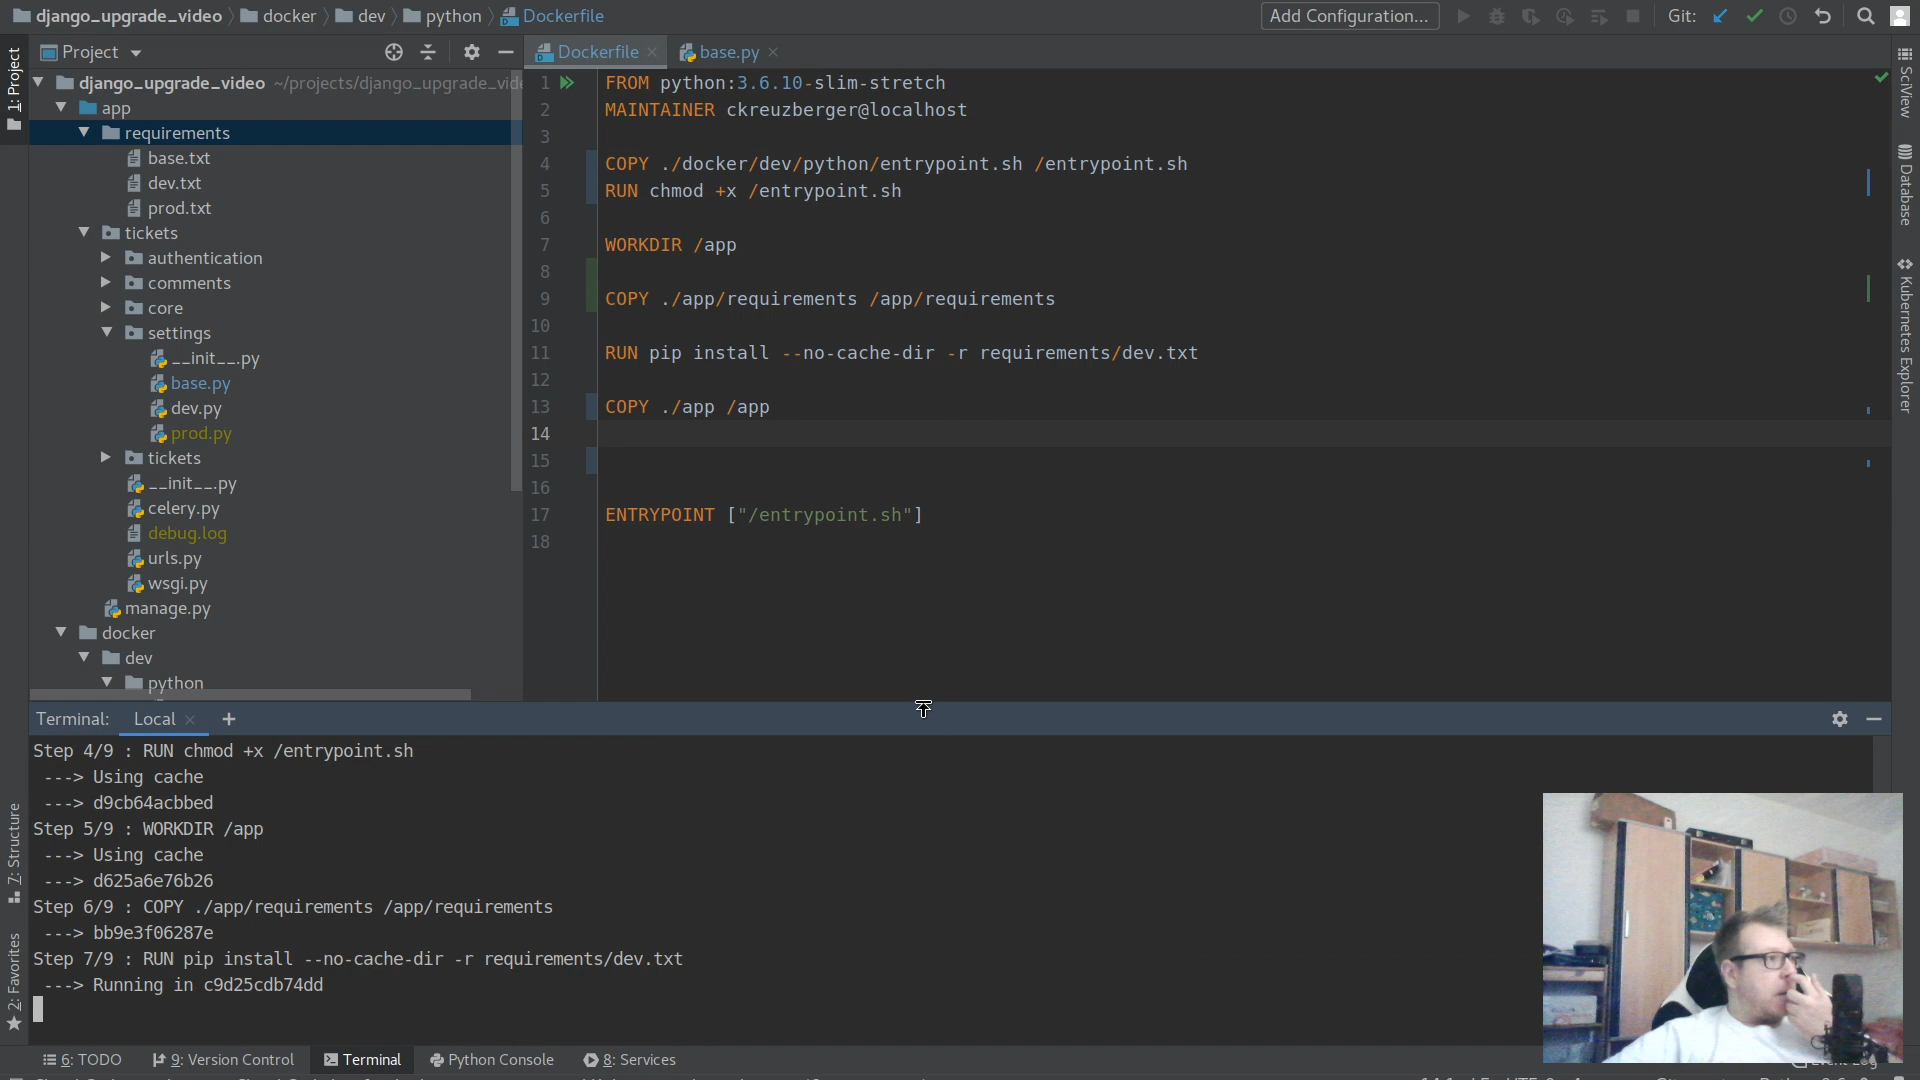 django_upgrade_video docker dev python Dockerfile Add Configuration... Git:
Project Dockerfile base.py
1: Project
django_upgrade_video ~/projects/django_upgrade_vide
app
requirements
base.txt
dev.txt
prod.txt
tickets
authentication
comments
core
settings
__init__.py
base.py
dev.py
prod.py
tickets
__init__.py
celery.py
debug.log
urls.py
wsgi.py
manage.py
docker
dev
python
1 FROM python:3.6.10-slim-stretch
2 MAINTAINER ckreuzberger@localhost
3
4 COPY ./docker/dev/python/entrypoint.sh /entrypoint.sh
5 RUN chmod +x /entrypoint.sh
6
7 WORKDIR /app
8
9 COPY ./app/requirements /app/requirements
10
11 RUN pip install --no-cache-dir -r requirements/dev.txt
12
13 COPY ./app /app
14
15
16
17 ENTRYPOINT ["/entrypoint.sh"]
18
SciView
Database
Kubernetes Explorer
Terminal: Local +
Step 4/9 : RUN chmod +x /entrypoint.sh
---> Using cache
---> d9cb64acbbed
Step 5/9 : WORKDIR /app
---> Using cache
---> d625a6e76b26
Step 6/9 : COPY ./app/requirements /app/requirements
---> bb9e3f06287e
Step 7/9 : RUN pip install --no-cache-dir -r requirements/dev.txt
---> Running in c9d25cdb74dd
7: Structure
2: Favorites
6: TODO 9: Version Control Terminal Python Console 8: Services